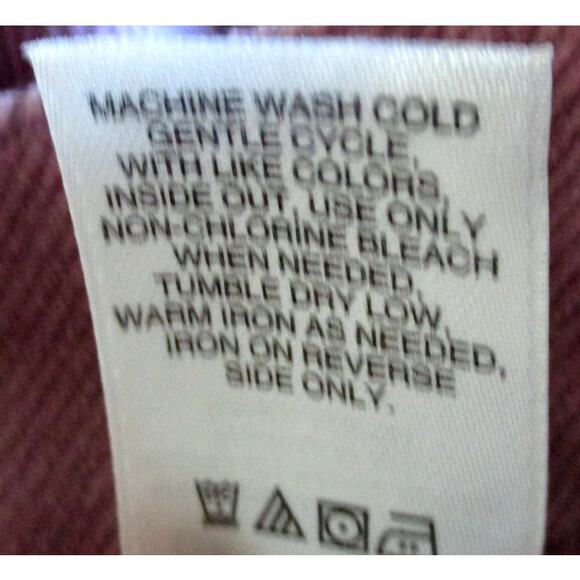 MACHINE WASH COLD
GENTLE CYCLE,
WITH LIKE COLORS,
INSIDE OUT, USE ONLY
NON-CHLORINE BLEACH
WHEN NEEDED,
TUMBLE DRY LOW,
WARM IRON AS NEEDED,
IRON ON REVERSE
SIDE ONLY.